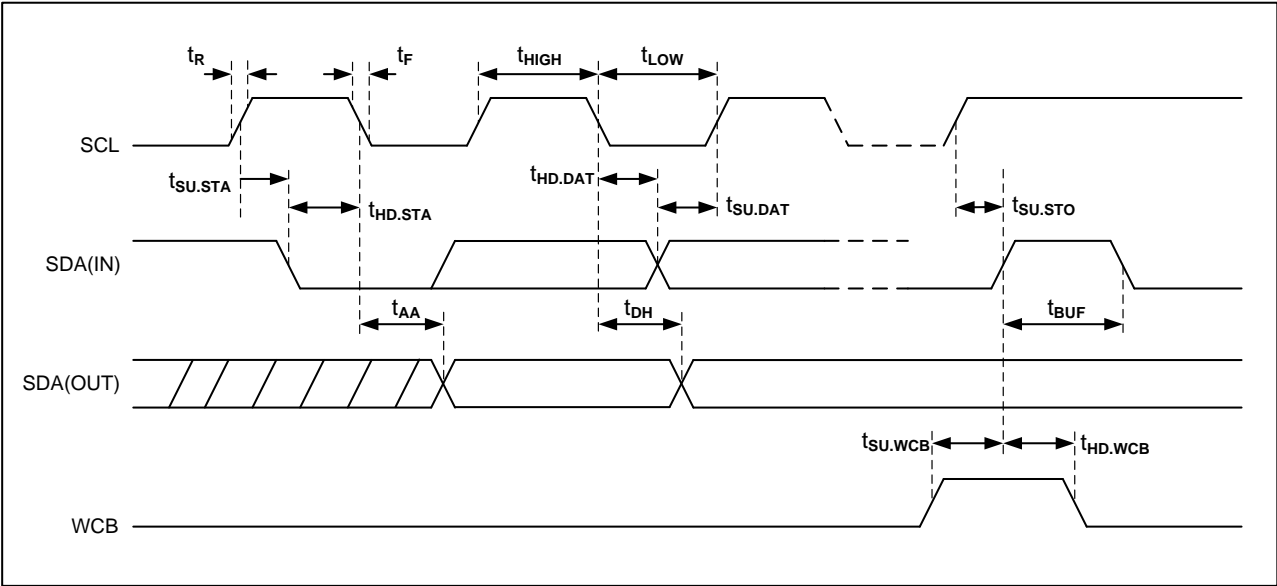 tR
tF
tHIGH
tLOW
SCL
tSU.STA
tHD.STA
tHD.DAT
tSU.DAT
tSU.STO
SDA(IN)
tAA
tDH
tBUF
SDA(OUT)
tSU.WCB
tHD.WCB
WCB